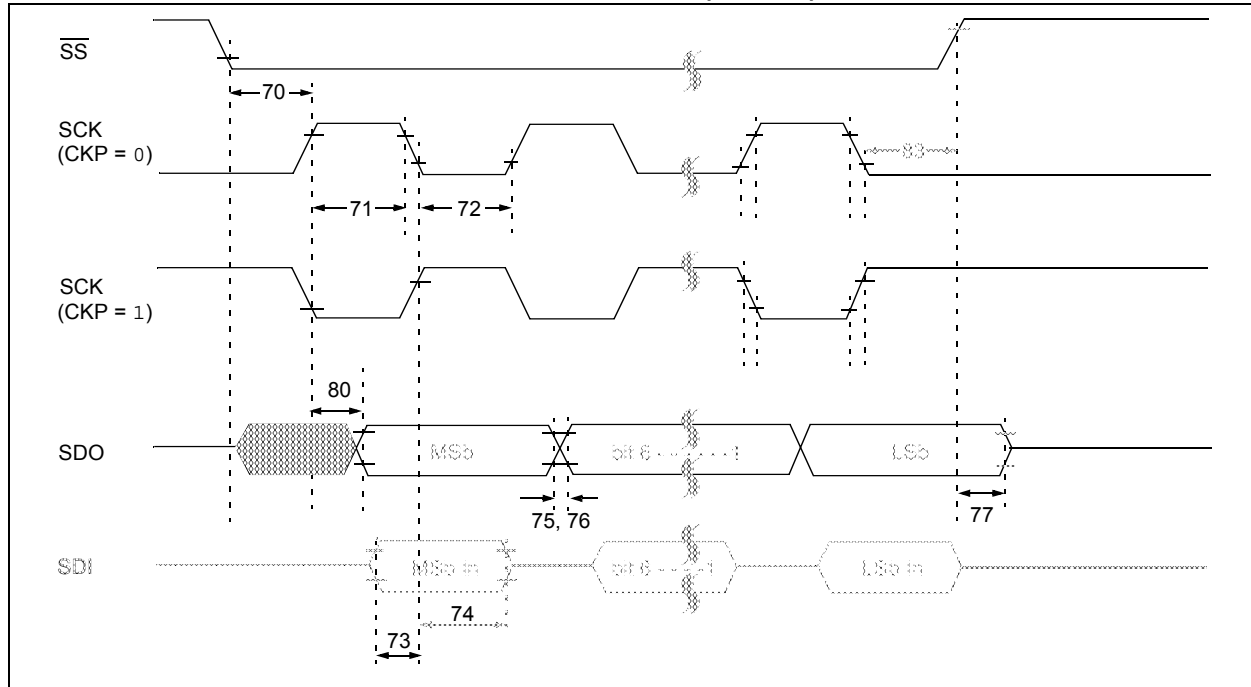 SS
70
SCK
(CKP = 0)
83
71
72
SCK
(CKP = 1)
80
SDO
MSb
bit 6 - - - - - - 1
LSb
75, 76
77
SDI
MSb In
bit 6 - - - - 1
LSb In
74
73